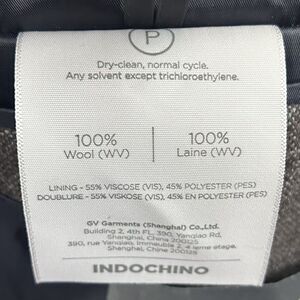 P
Dry-clean, normal cycle.
Any solvent except trichloroethylene.
100%
Wool (WV)
100%
Laine (WV)
LINING - 55% VISCOSE (VIS), 45% POLYESTER (PES)
DOUBLURE - 55% VISKOSE (VIS), 45% EN POLYESTER (PES)
GV Garments (Shanghai) Co.,Ltd.
Building 2, 4th FL, 390, Yanqiao Rd,
Shanghai, China 200125
390, rue Yanqiao, Immeuble 2, 4 ieme etage,
Shanghai, Chine 200125
INDOCHINO